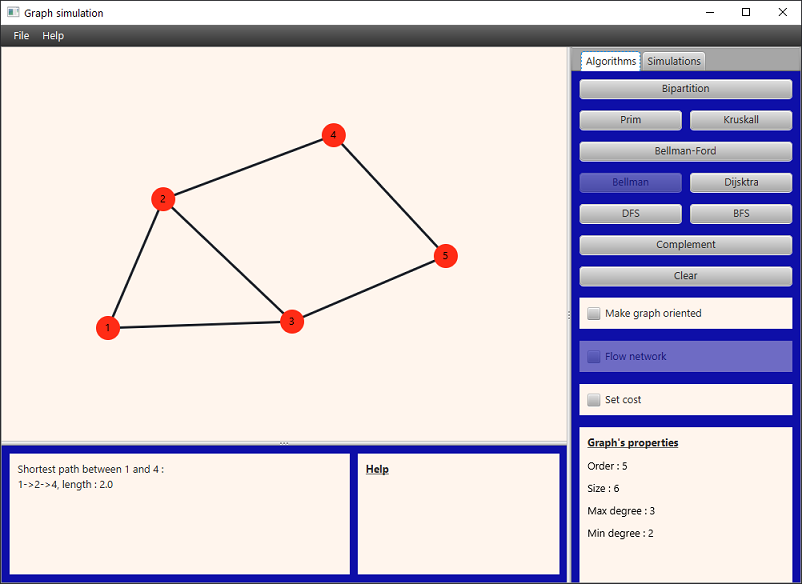 Graph simulation
File Help
Algorithms Simulations
Bipartition
Prim Kruskall
Bellman-Ford
Bellman Dijsktra
DFS BFS
Complement
Clear
Make graph oriented
Flow network
Set cost
Graph's properties
Order : 5
Size : 6
Max degree : 3
Min degree : 2
4
2
5
3
1
Shortest path between 1 and 4 :
1->2->4, length : 2.0
Help